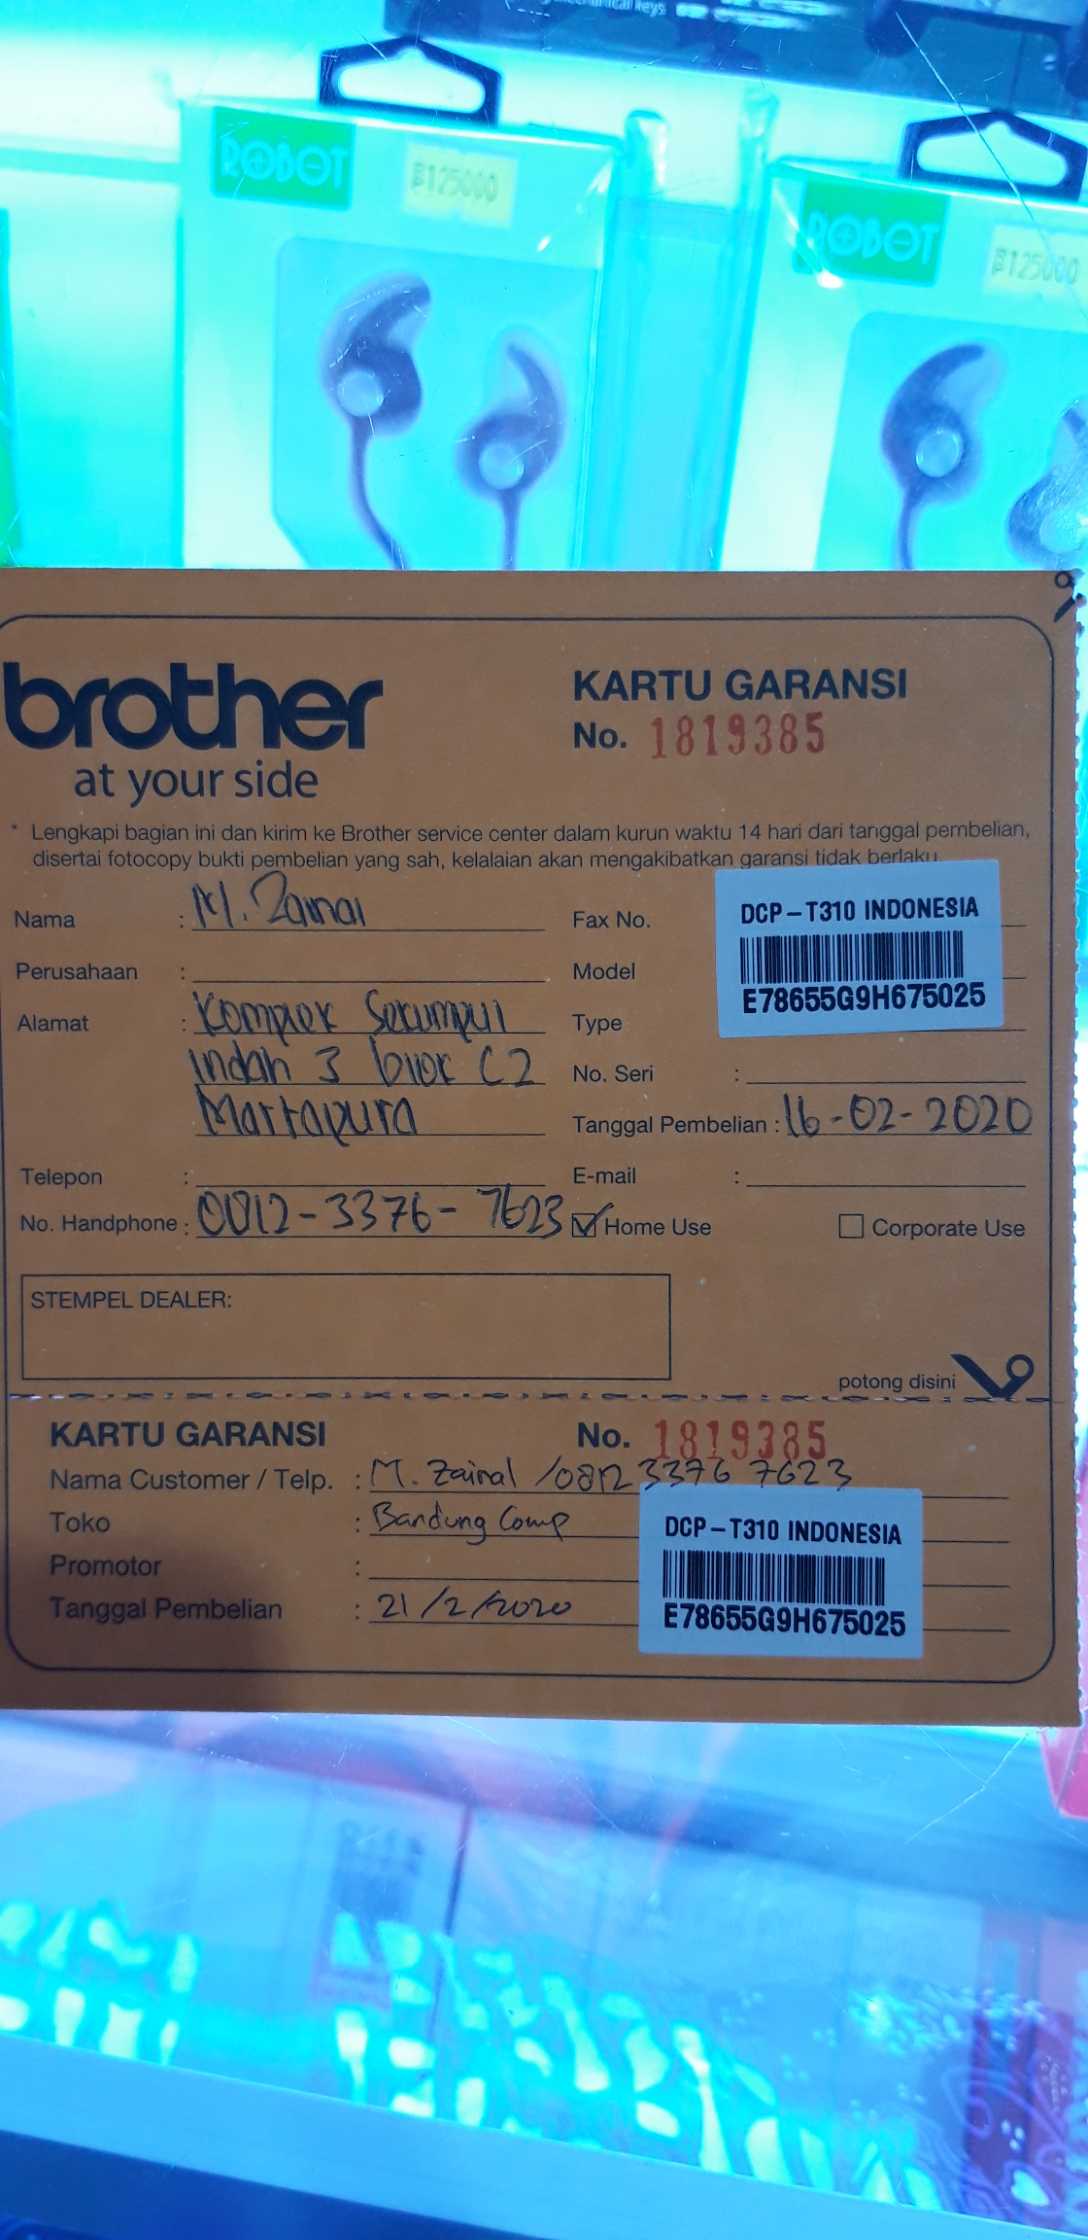 ROBOT
125000
ROBOT
125000
brother
at your side
KARTU GARANSI
No. 1819385
* Lengkapi bagian ini dan kirim ke Brother service center dalam kurun waktu 14 hari dari tanggal pembelian,
disertai fotocopy bukti pembelian yang sah, kelalaian akan mengakibatkan garansi tidak berlaku.
Nama : M. Zainal
Perusahaan :
Alamat : Komplek Sekumpul
indah 3 blok C2
Martapura
Telepon :
No. Handphone : 0812-3376-7623
Fax No.
Model
Type
DCP-T310 INDONESIA
E78655G9H675025
No. Seri :
Tanggal Pembelian : 16-02-2020
E-mail :
Home Use
Corporate Use
STEMPEL DEALER:
potong disini
KARTU GARANSI
No. 1819385
Nama Customer / Telp. : M. Zainal /0812 3376 7623
Toko : Bandung Comp
Promotor :
Tanggal Pembelian : 21/2/2020
DCP-T310 INDONESIA
E78655G9H675025